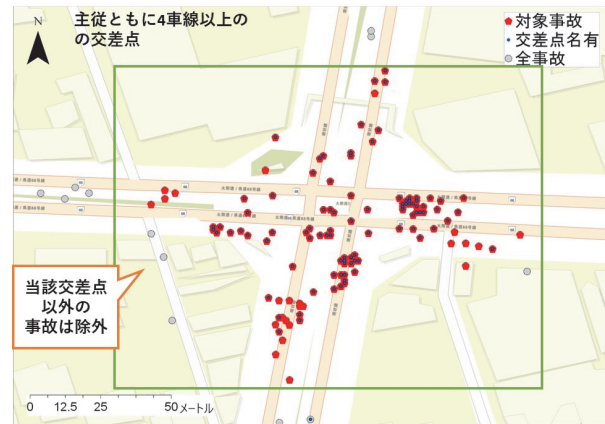 主従ともに4車線以上の
の交差点
N
対象事故
交差点名有
全事故
当該交差点
以外の
事故は除外
0 12.5 25 50メートル